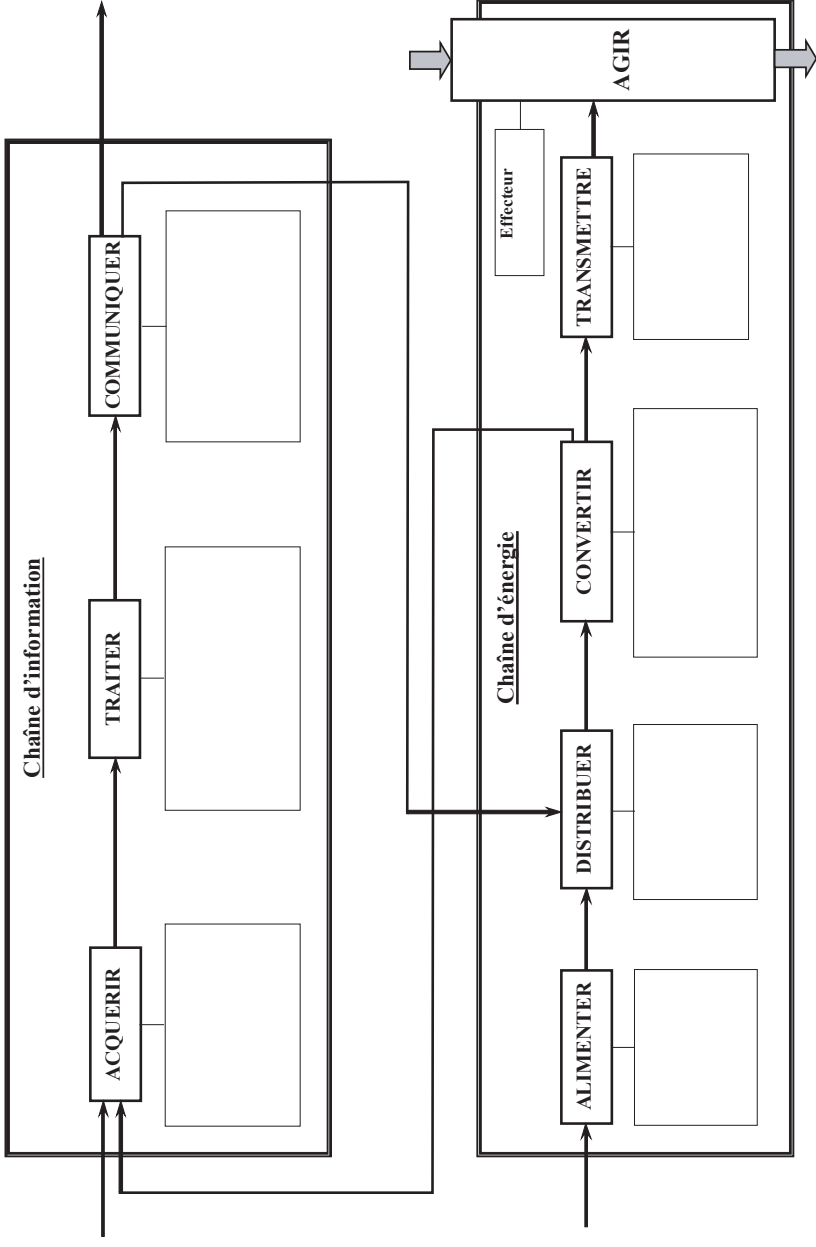 Chaîne d'information
ACQUERIR
TRAITER
COMMUNIQUER
Chaîne d'énergie
ALIMENTER
DISTRIBUER
CONVERTIR
TRANSMETTRE
Effecteur
AGIR